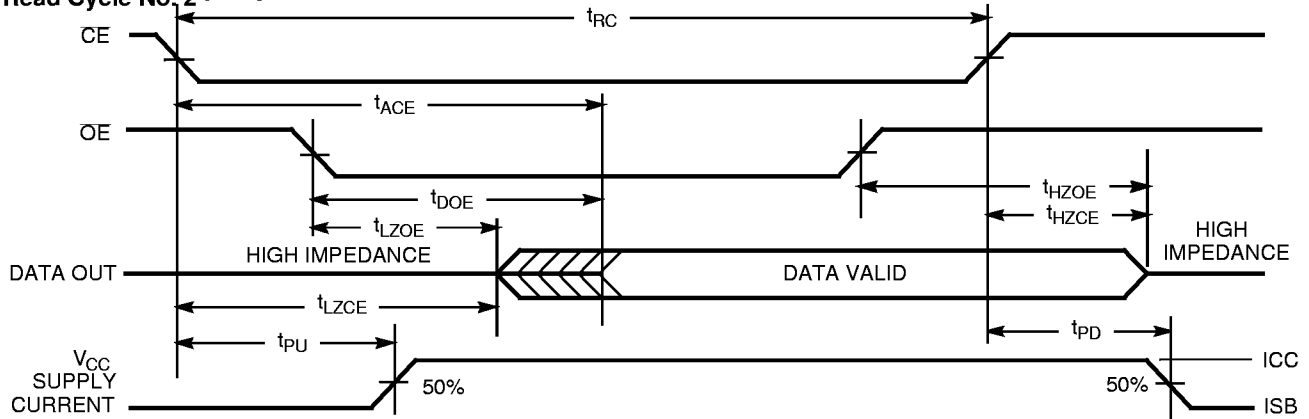 Read Cycle No. 2
tRC
CE
tACE
OE
tDOE
tHZOE
tLZOE
tHZCE
HIGH IMPEDANCE
HIGH
IMPEDANCE
DATA OUT
DATA VALID
tLZCE
tPU
tPD
VCC
SUPPLY
CURRENT
50%
50%
ICC
ISB